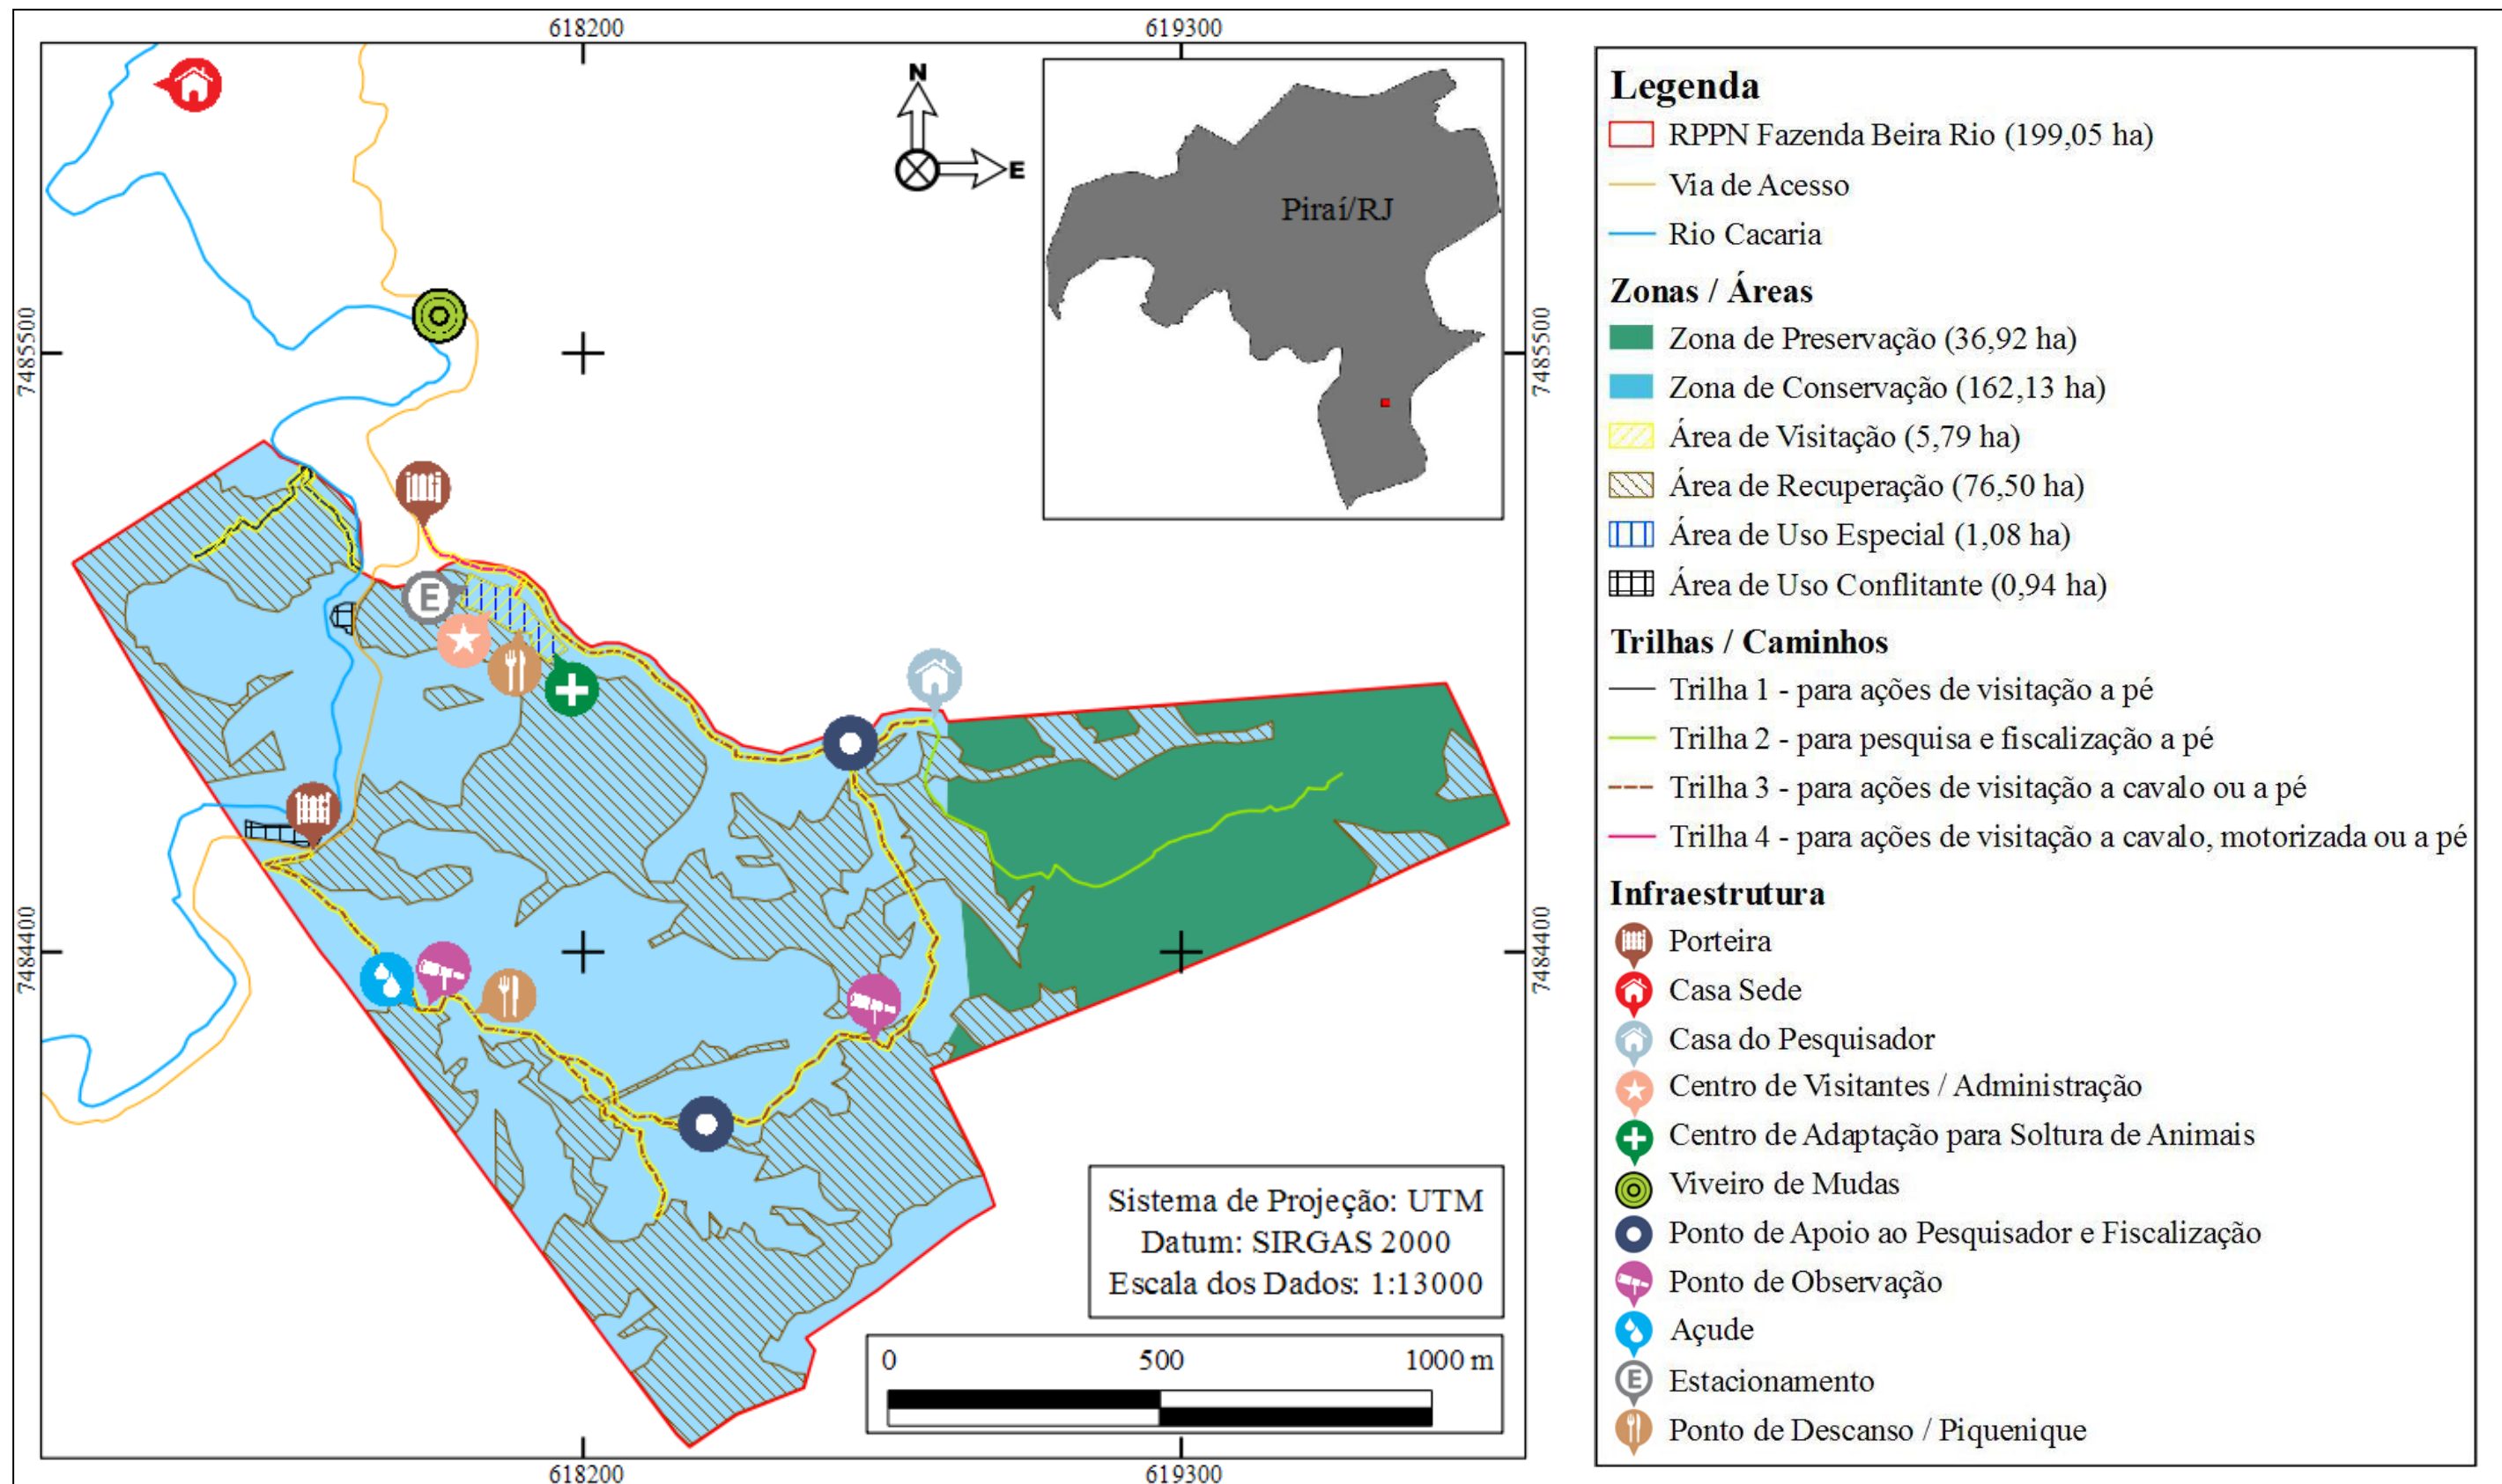 618200
619300
N
E
Piraí/RJ
7485500
7485500
E
7484400
7484400
Sistema de Projeção: UTM
Datum: SIRGAS 2000
Escala dos Dados: 1:13000
0
500
1000 m
618200
619300
Legenda
RPPN Fazenda Beira Rio (199,05 ha)
Via de Acesso
Rio Cacaria
Zonas / Áreas
Zona de Preservação (36,92 ha)
Zona de Conservação (162,13 ha)
Área de Visitação (5,79 ha)
Área de Recuperação (76,50 ha)
Área de Uso Especial (1,08 ha)
Área de Uso Conflitante (0,94 ha)
Trilhas / Caminhos
Trilha 1 - para ações de visitação a pé
Trilha 2 - para pesquisa e fiscalização a pé
Trilha 3 - para ações de visitação a cavalo ou a pé
Trilha 4 - para ações de visitação a cavalo, motorizada ou a pé
Infraestrutura
Porteira
Casa Sede
Casa do Pesquisador
Centro de Visitantes / Administração
Centro de Adaptação para Soltura de Animais
Viveiro de Mudas
Ponto de Apoio ao Pesquisador e Fiscalização
Ponto de Observação
Açude
E Estacionamento
Ponto de Descanso / Piquenique